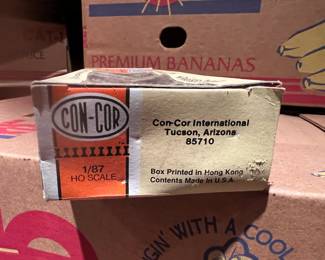 PREMIUM BANANAS
CON-COR
1/87
HO SCALE
Con-Cor International
Tucson, Arizona
85710
Box Printed in Hong Kong
Contents Made In U.S.A.
WITH A COOL